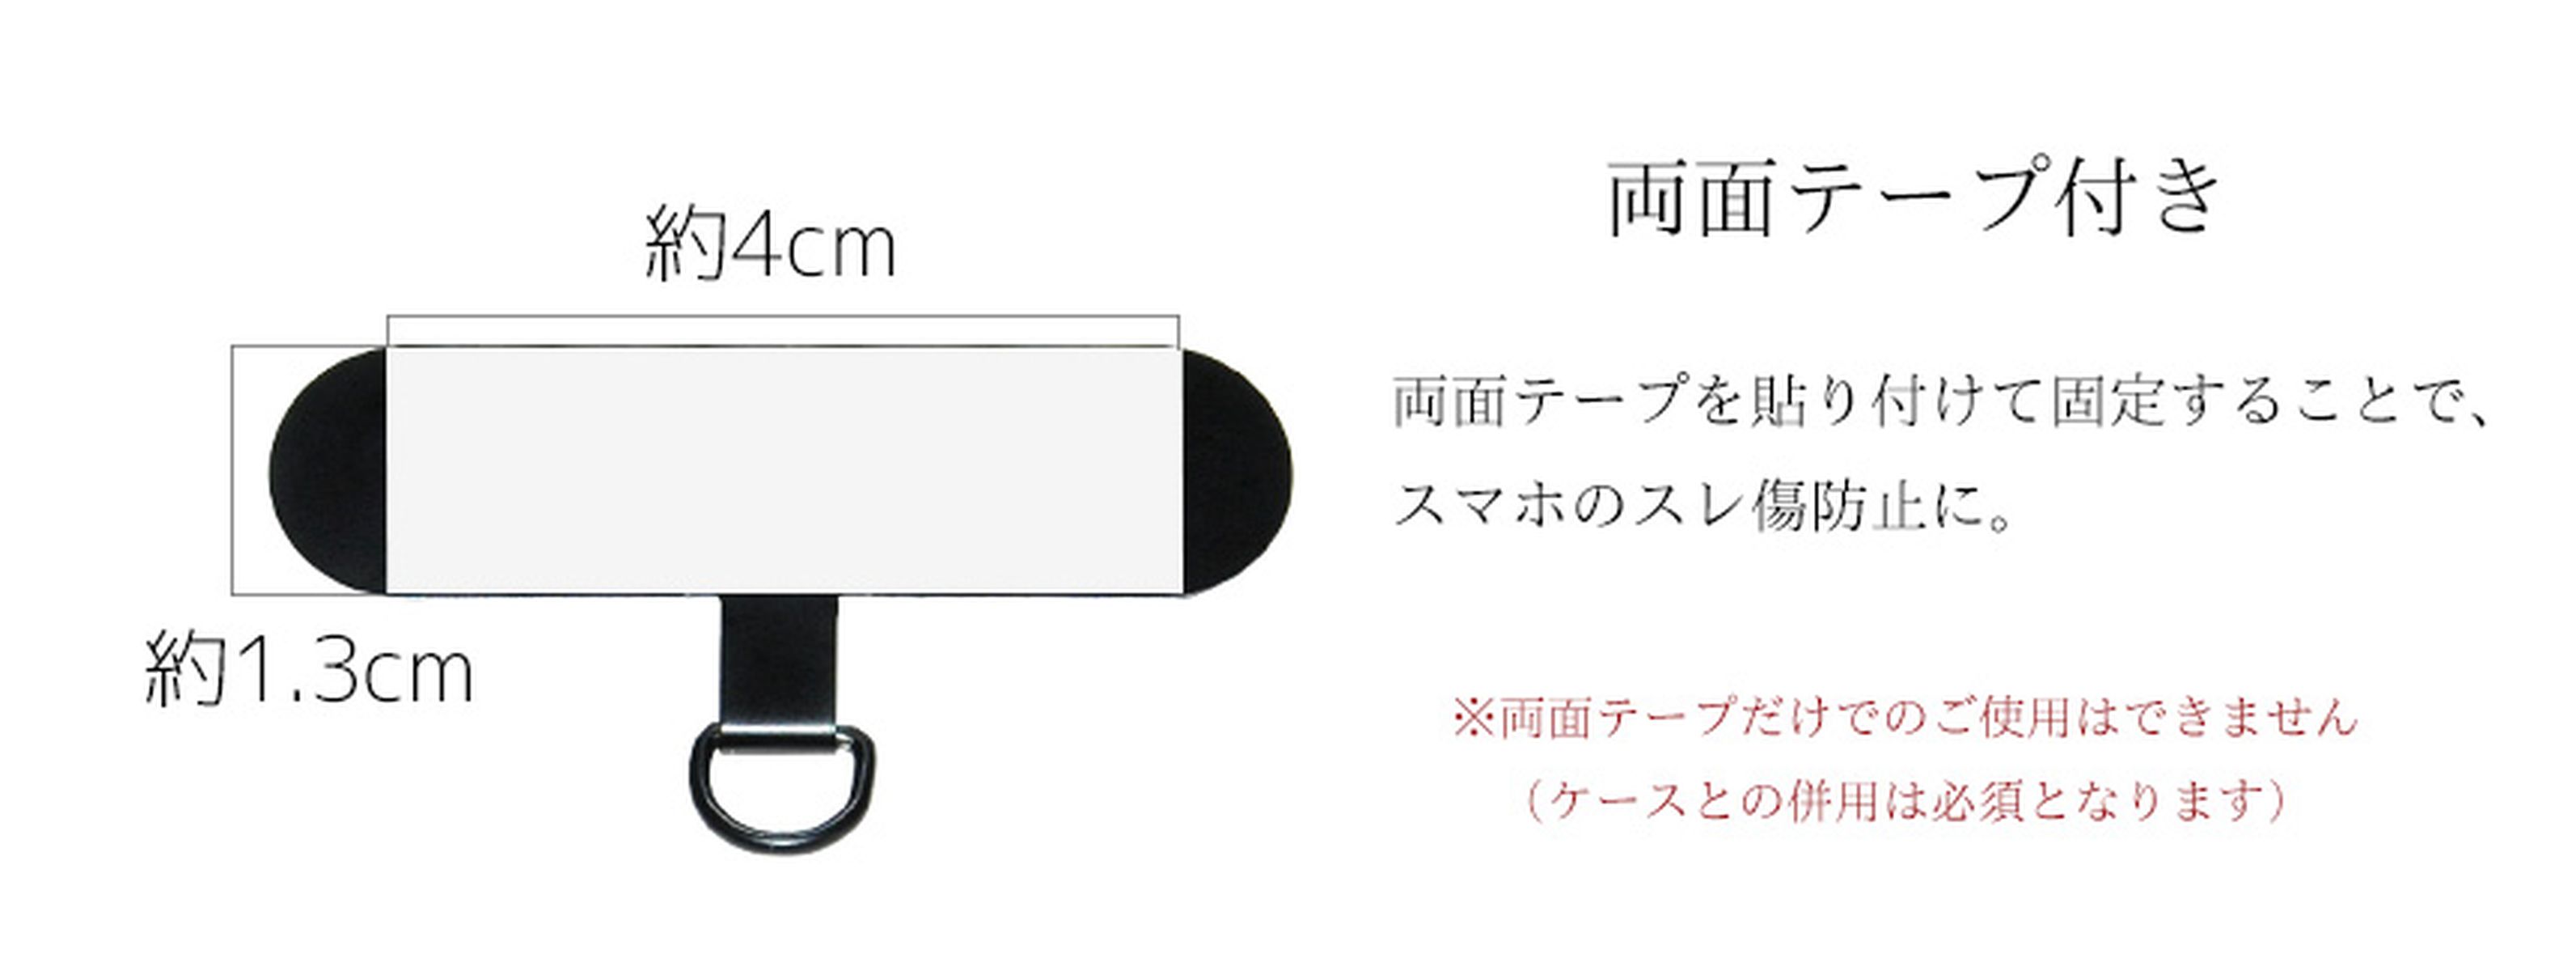 約4cm
約1.3cm
両面テープ付き
両面テープを貼り付けて固定することで、
スマホのスレ傷防止に。
※両面テープだけでのご使用はできません
（ケースとの併用は必須となります）